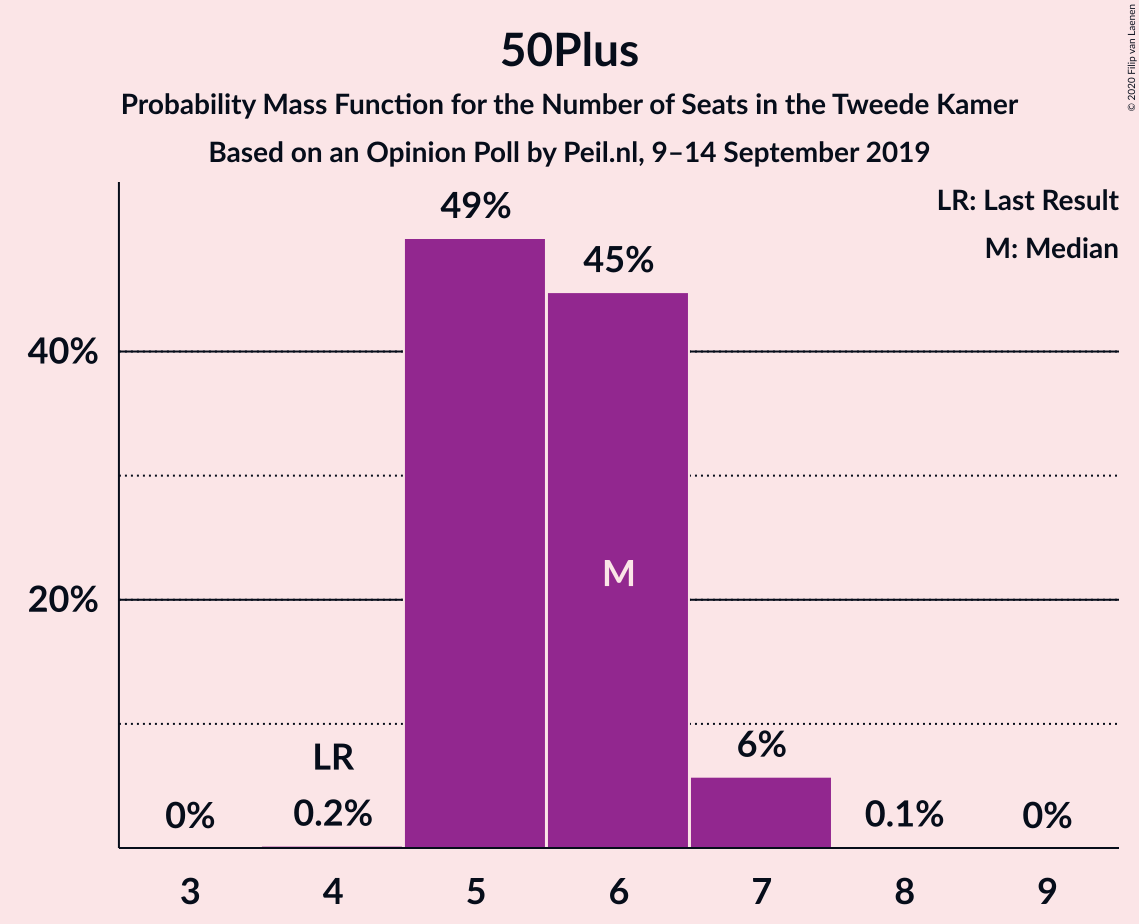 50Plus
Probability Mass Function for the Number of Seats in the Tweede Kamer
Based on an Opinion Poll by Peil.nl, 9–14 September 2019
© 2020 Filip van Laenen
LR: Last Result
M: Median
49%
45%
40%
M
20%
6%
LR
0%
0.2%
0.1%
0%
3 4 5 6 7 8 9